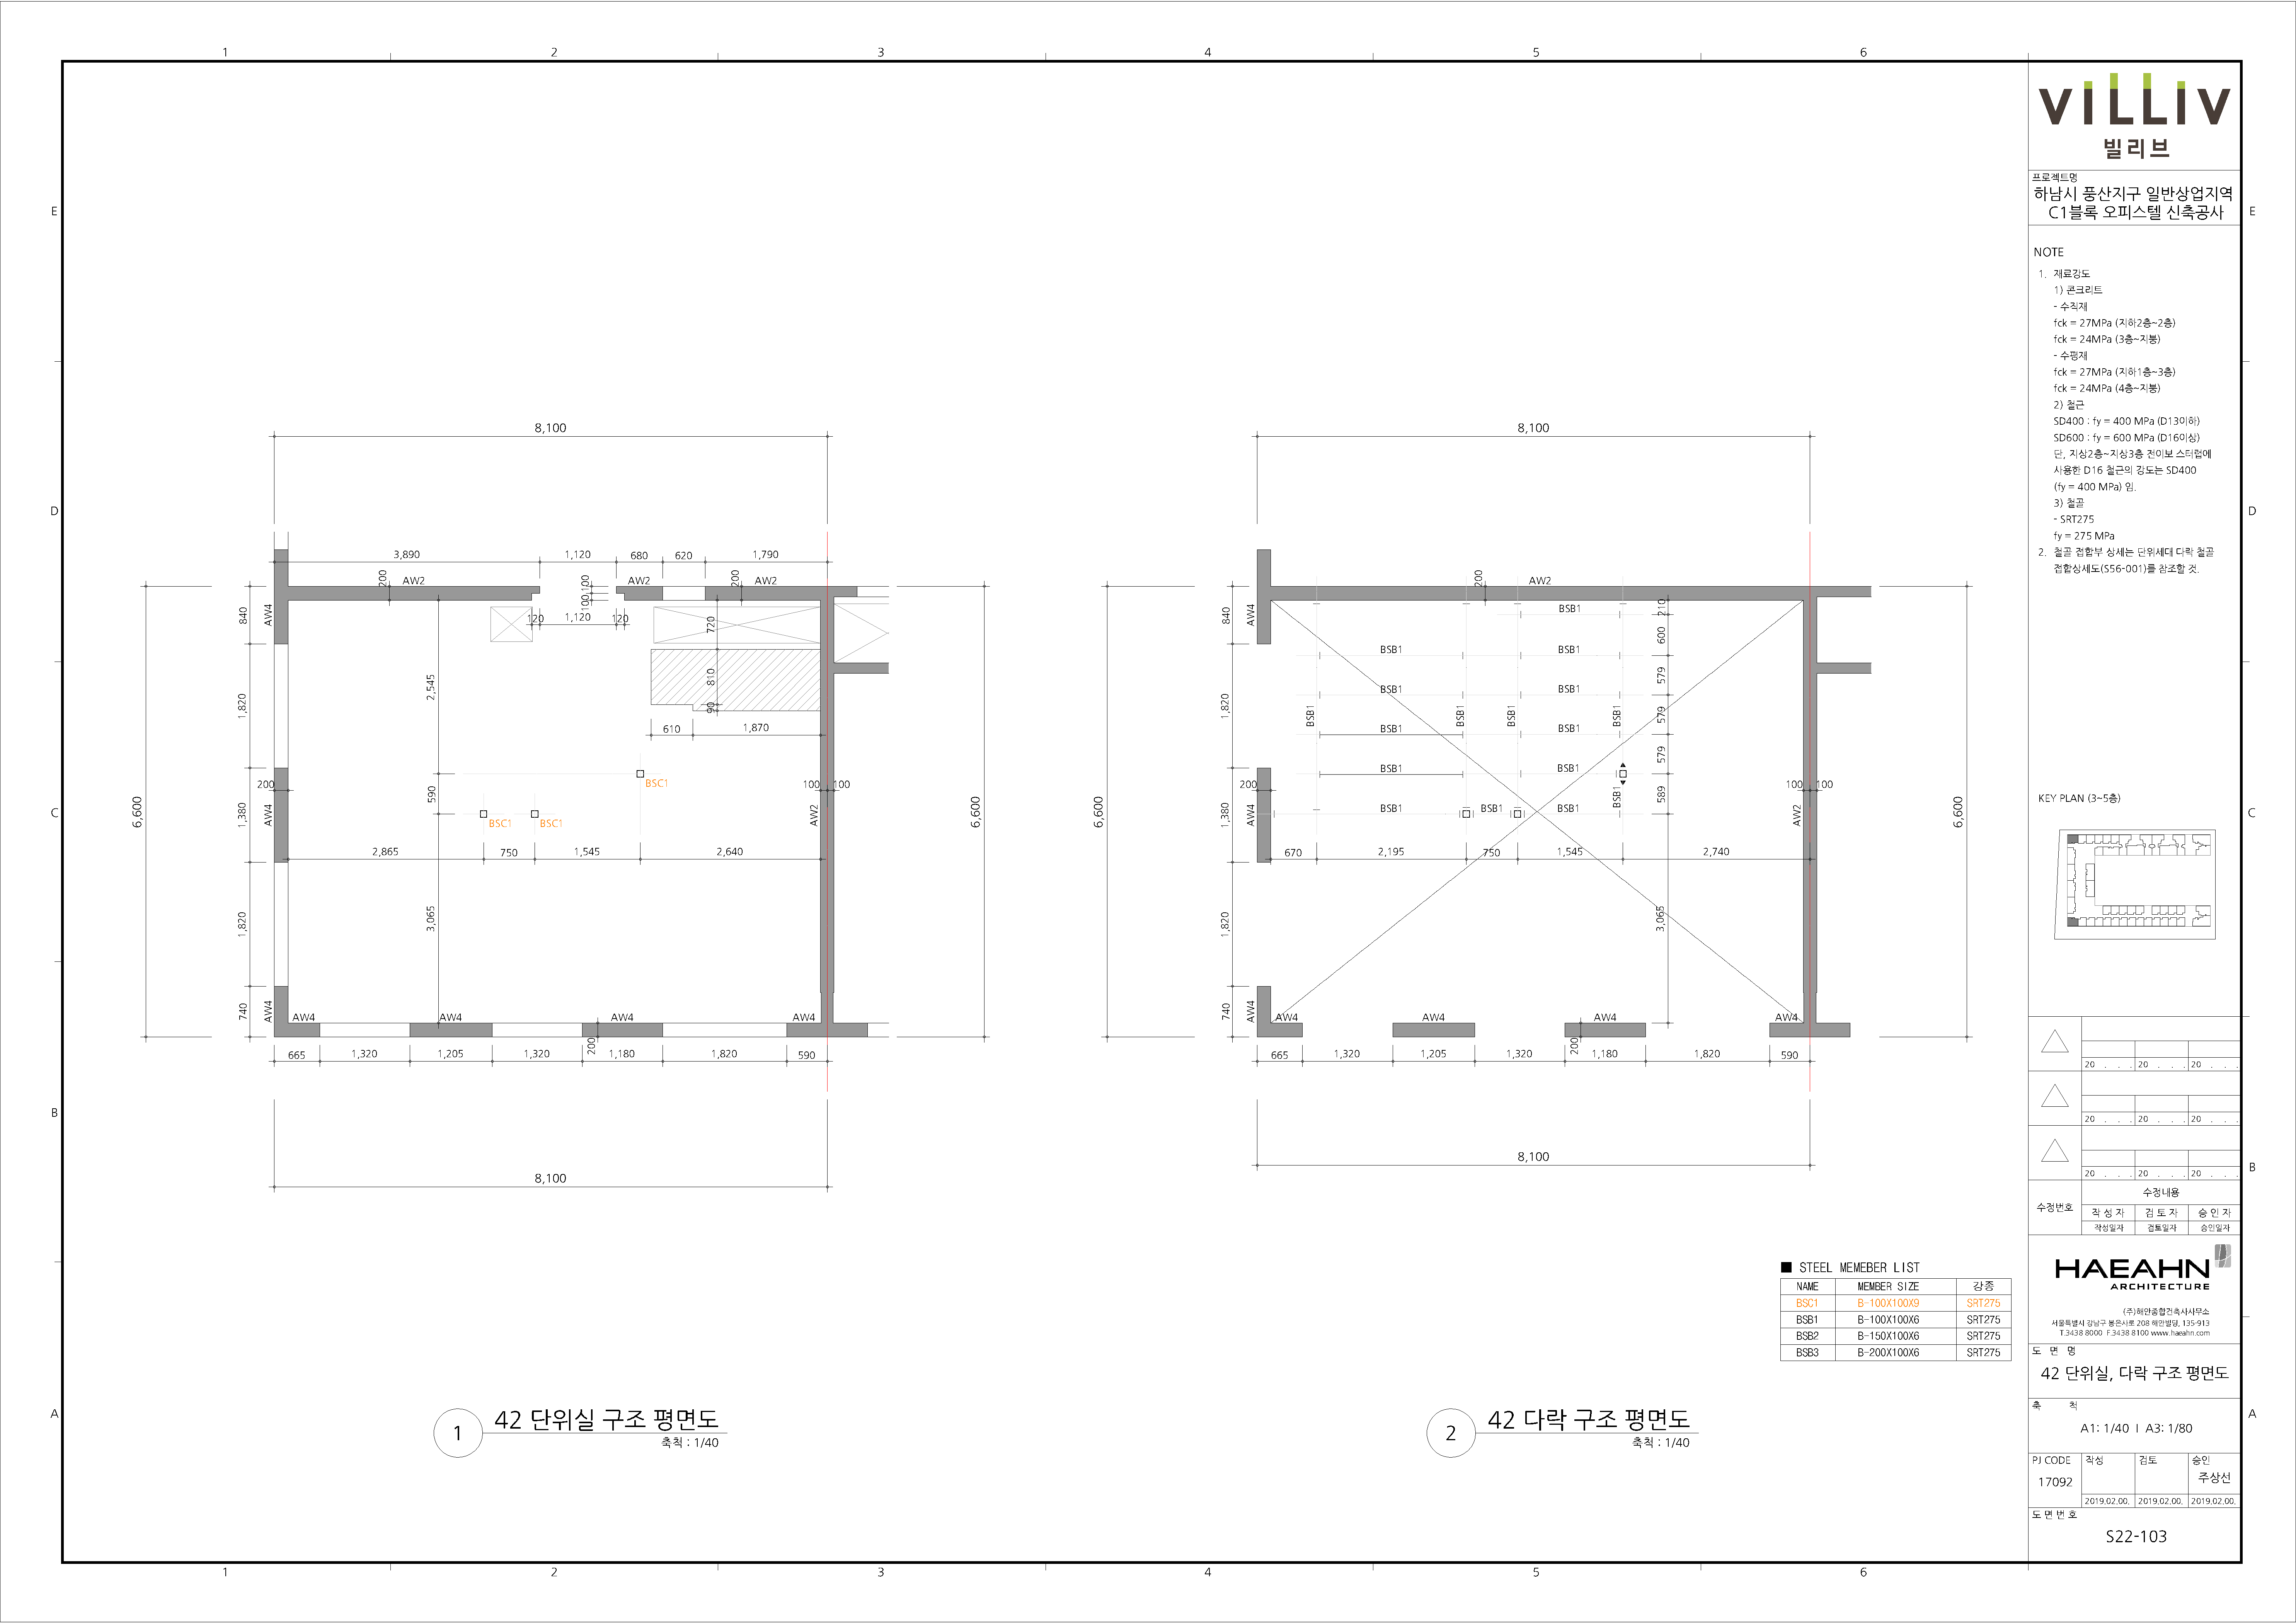 1 2 3 4 5 6
E
D
C
B
A
8,100
3,890 1,120 680 620 1,790
200 AW2 100 100 AW2 200 AW2
120 1,120 120
840 AW4
1,820
200
1,380 AW4
1,820
740 AW4
6,600
2,545
590
3,065
720
810
90
610 1,870
BSC1
BSC1 BSC1
100 100
AW2
2,865 750 1,545 2,640
6,600
AW4 AW4 AW4 AW4
200
665 1,320 1,205 1,320 1,180 1,820 590
8,100
1 42 단위실 구조 평면도
축척 : 1/40
8,100
200 AW2
840 AW4
1,820
200
1,380 AW4
1,820
740 AW4
6,600
BSB1
BSB1 BSB1
BSB1 BSB1
BSB1 BSB1 BSB1 BSB1
BSB1 BSB1
BSB1 BSB1
BSB1
BSB1 BSB1 BSB1
210
600
579
579
579
589
3,065
100 100
AW2
670 2,195 750 1,545 2,740
6,600
AW4 AW4 AW4 AW4
200
665 1,320 1,205 1,320 1,180 1,820 590
8,100
■ STEEL MEMEBER LIST
NAME MEMBER SIZE 강종
BSC1 B-100X100X9 SRT275
BSB1 B-100X100X6 SRT275
BSB2 B-150X100X6 SRT275
BSB3 B-200X100X6 SRT275
2 42 다락 구조 평면도
축척 : 1/40
VILLIV
빌리브
프로젝트명
하남시 풍산지구 일반상업지역
C1블록 오피스텔 신축공사
NOTE
1. 재료강도
1) 콘크리트
- 수직재
fck = 27MPa (지하2층~2층)
fck = 24MPa (3층~지붕)
- 수평재
fck = 27MPa (지하1층~3층)
fck = 24MPa (4층~지붕)
2) 철근
SD400 : fy = 400 MPa (D13이하)
SD600 : fy = 600 MPa (D16이상)
단, 지상2층~지상3층 전이보 스터럽에
사용한 D16 철근의 강도는 SD400
(fy = 400 MPa) 임.
3) 철골
- SRT275
fy = 275 MPa
2. 철골 접합부 상세는 단위세대 다락 철골
접합상세도(S56-001)를 참조할 것.
KEY PLAN (3~5층)
20 . . . 20 . . . 20 . . .
20 . . . 20 . . . 20 . . .
20 . . . 20 . . . 20 . . .
수정번호 수정내용
작 성 자 검 토 자 승 인 자
작성일자 검토일자 승인일자
HAEAHN
ARCHITECTURE
(주)해안종합건축사사무소
서울특별시 강남구 봉은사로 208 해안빌딩, 135-913
T.3438 8000 F.3438 8100 www.haeahn.com
도 면 명
42 단위실, 다락 구조 평면도
축 척
A1: 1/40 I A3: 1/80
PJ CODE 작성 검토 승인
17092 주상선
2019.02.00. 2019.02.00. 2019.02.00.
도 면 번 호
S22-103
E
D
C
B
A
1 2 3 4 5 6